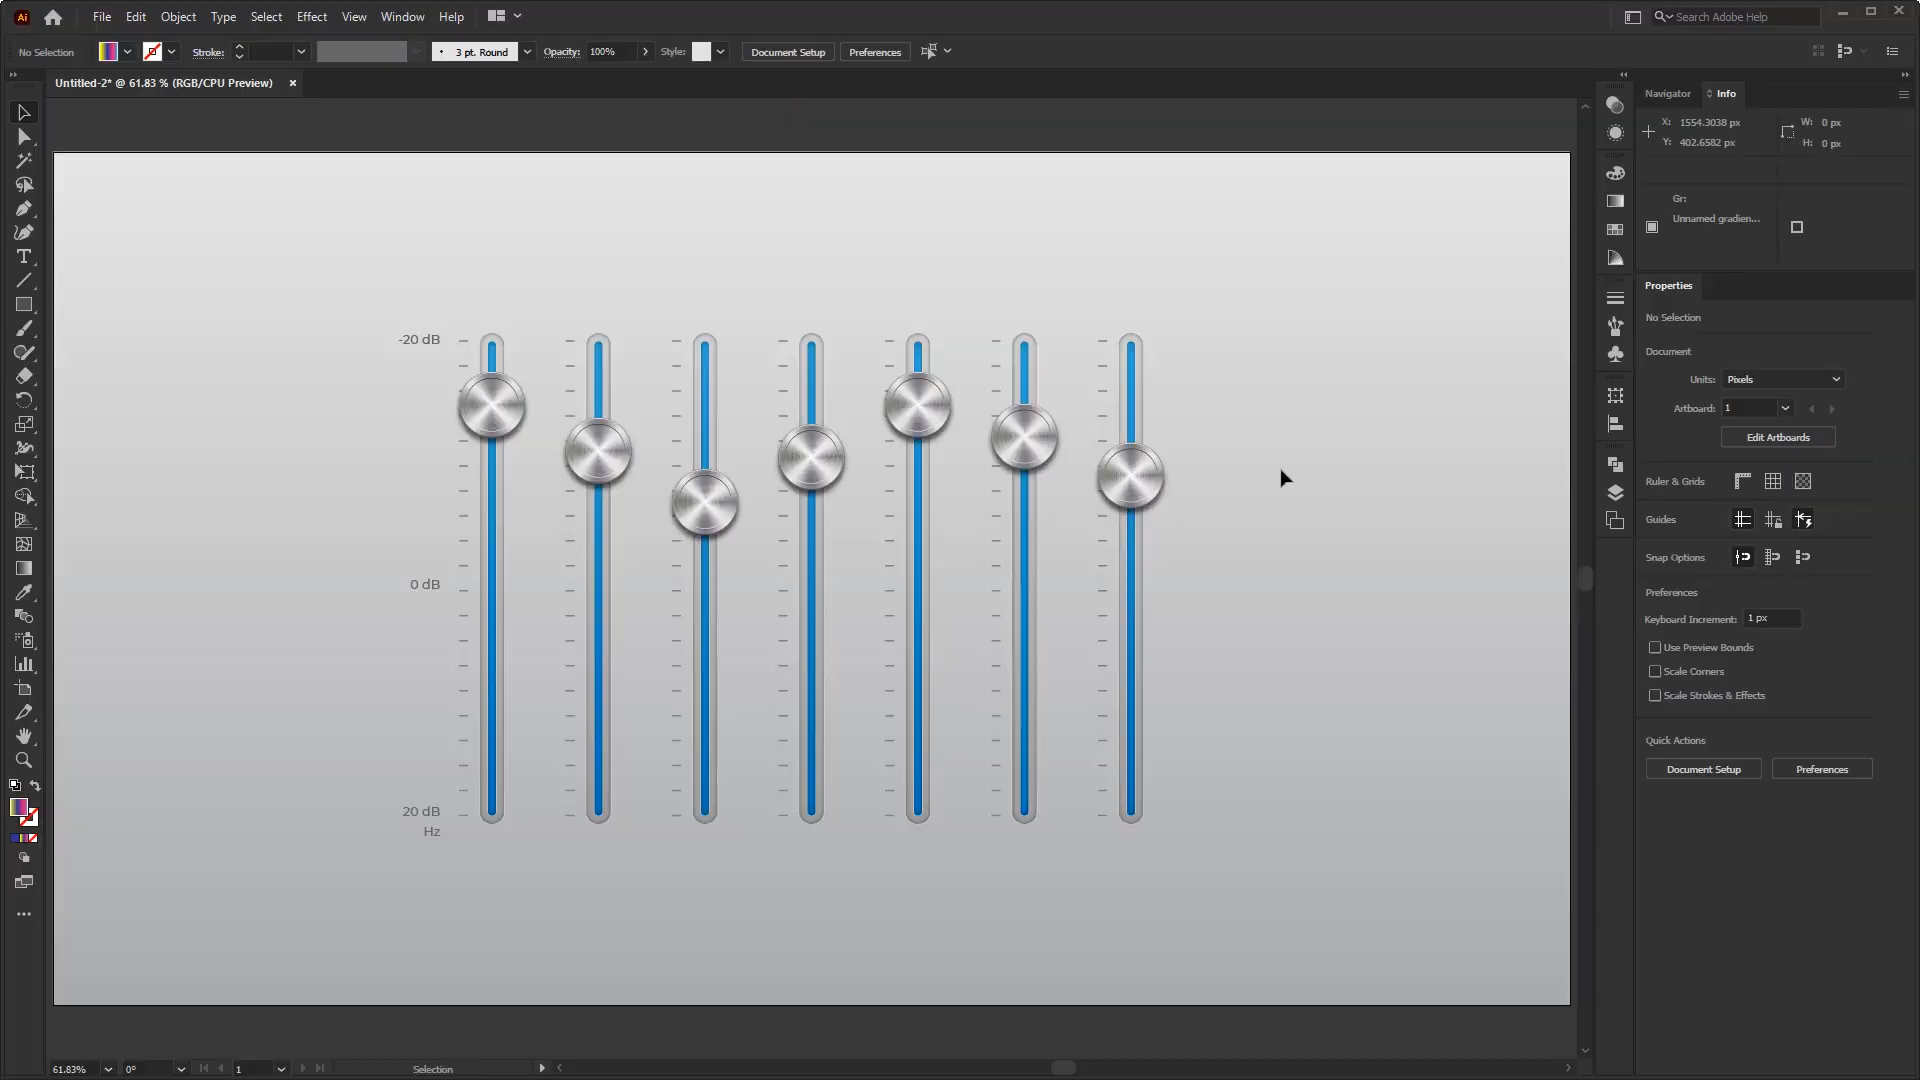 Ai File Edit Object Type Select Effect View Window Help Search Adobe Help
No Selection Stroke: 3 pt. Round Opacity: 100% Style: Document Setup Preferences
Untitled-2* @ 61.83 % (RGB/CPU Preview) ×
Navigator Info
X: 1554.3038 px W: 0 px
Y: 402.6582 px H: 0 px
Gr:
Unnamed gradien...
Properties
No Selection
Document
Units: Pixels
Artboard: 1
Edit Artboards
Ruler & Grids
Guides
Snap Options
Preferences
Keyboard Increment: 1 px
Use Preview Bounds
Scale Corners
Scale Strokes & Effects
Quick Actions
Document Setup Preferences
-20 dB
0 dB
20 dB
Hz
61.83% 0° 1 Selection